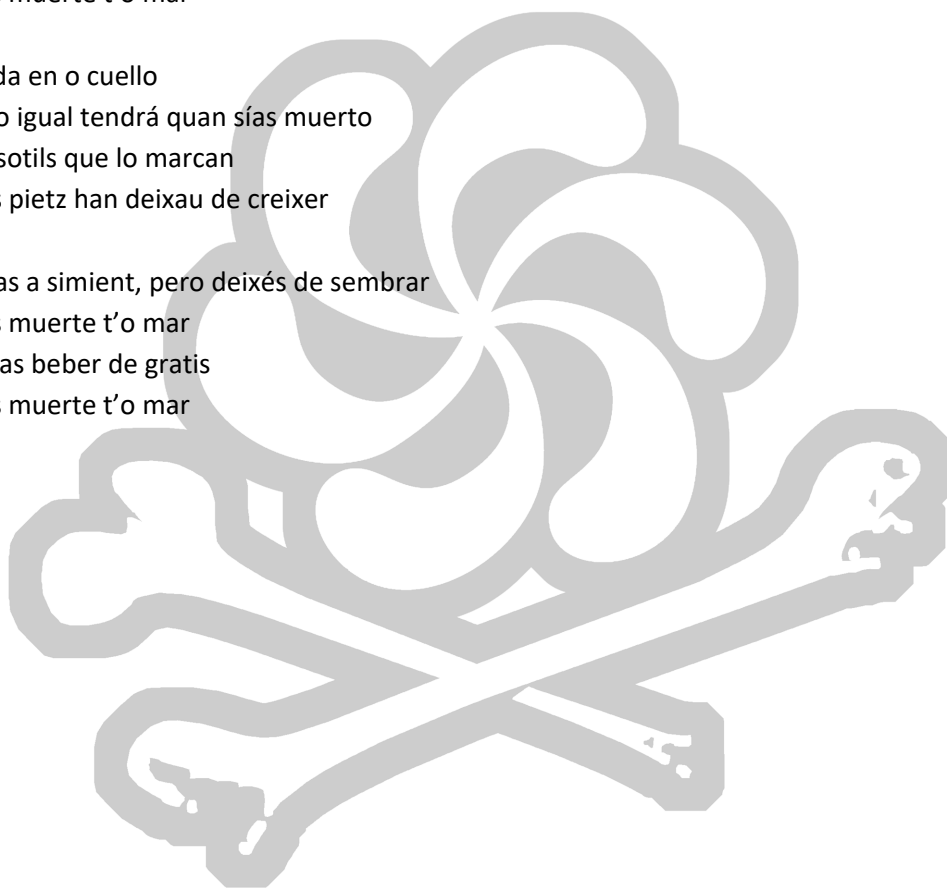 muerte t'o mar
da en o cuello
o igual tendrá quan sías muerto
sotils que lo marcan
s pietz han deixau de creixer
as a simient, pero deixés de sembrar
s muerte t'o mar
as beber de gratis
s muerte t'o mar